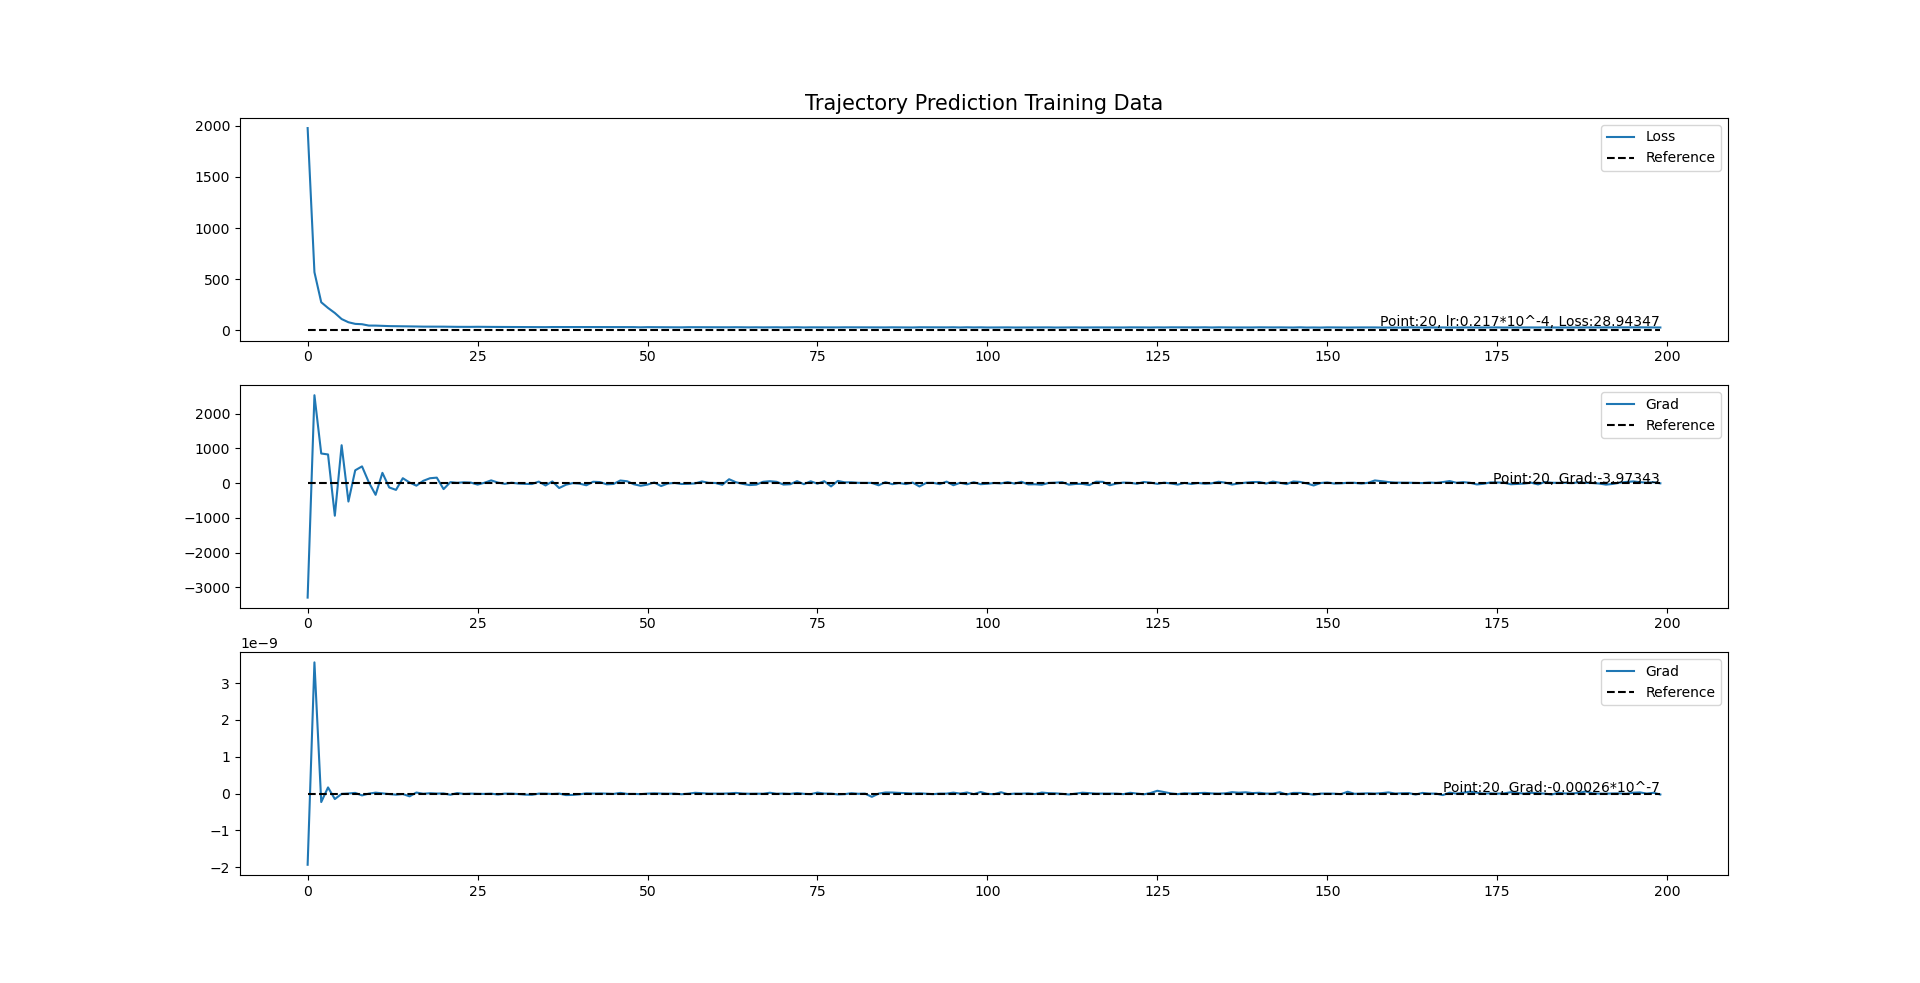 Trajectory Prediction Training Data
2000
1500
1000
500
0
Loss
Reference
Point:20, lr:0.217*10^-4, Loss:28.94347
0 25 50 75 100 125 150 175 200
2000
1000
0
−1000
−2000
−3000
Grad
Reference
Point:20, Grad:-3.97343
0 25 50 75 100 125 150 175 200
1e−9
3
2
1
0
−1
−2
Grad
Reference
Point:20, Grad:-0.00026*10^-7
0 25 50 75 100 125 150 175 200